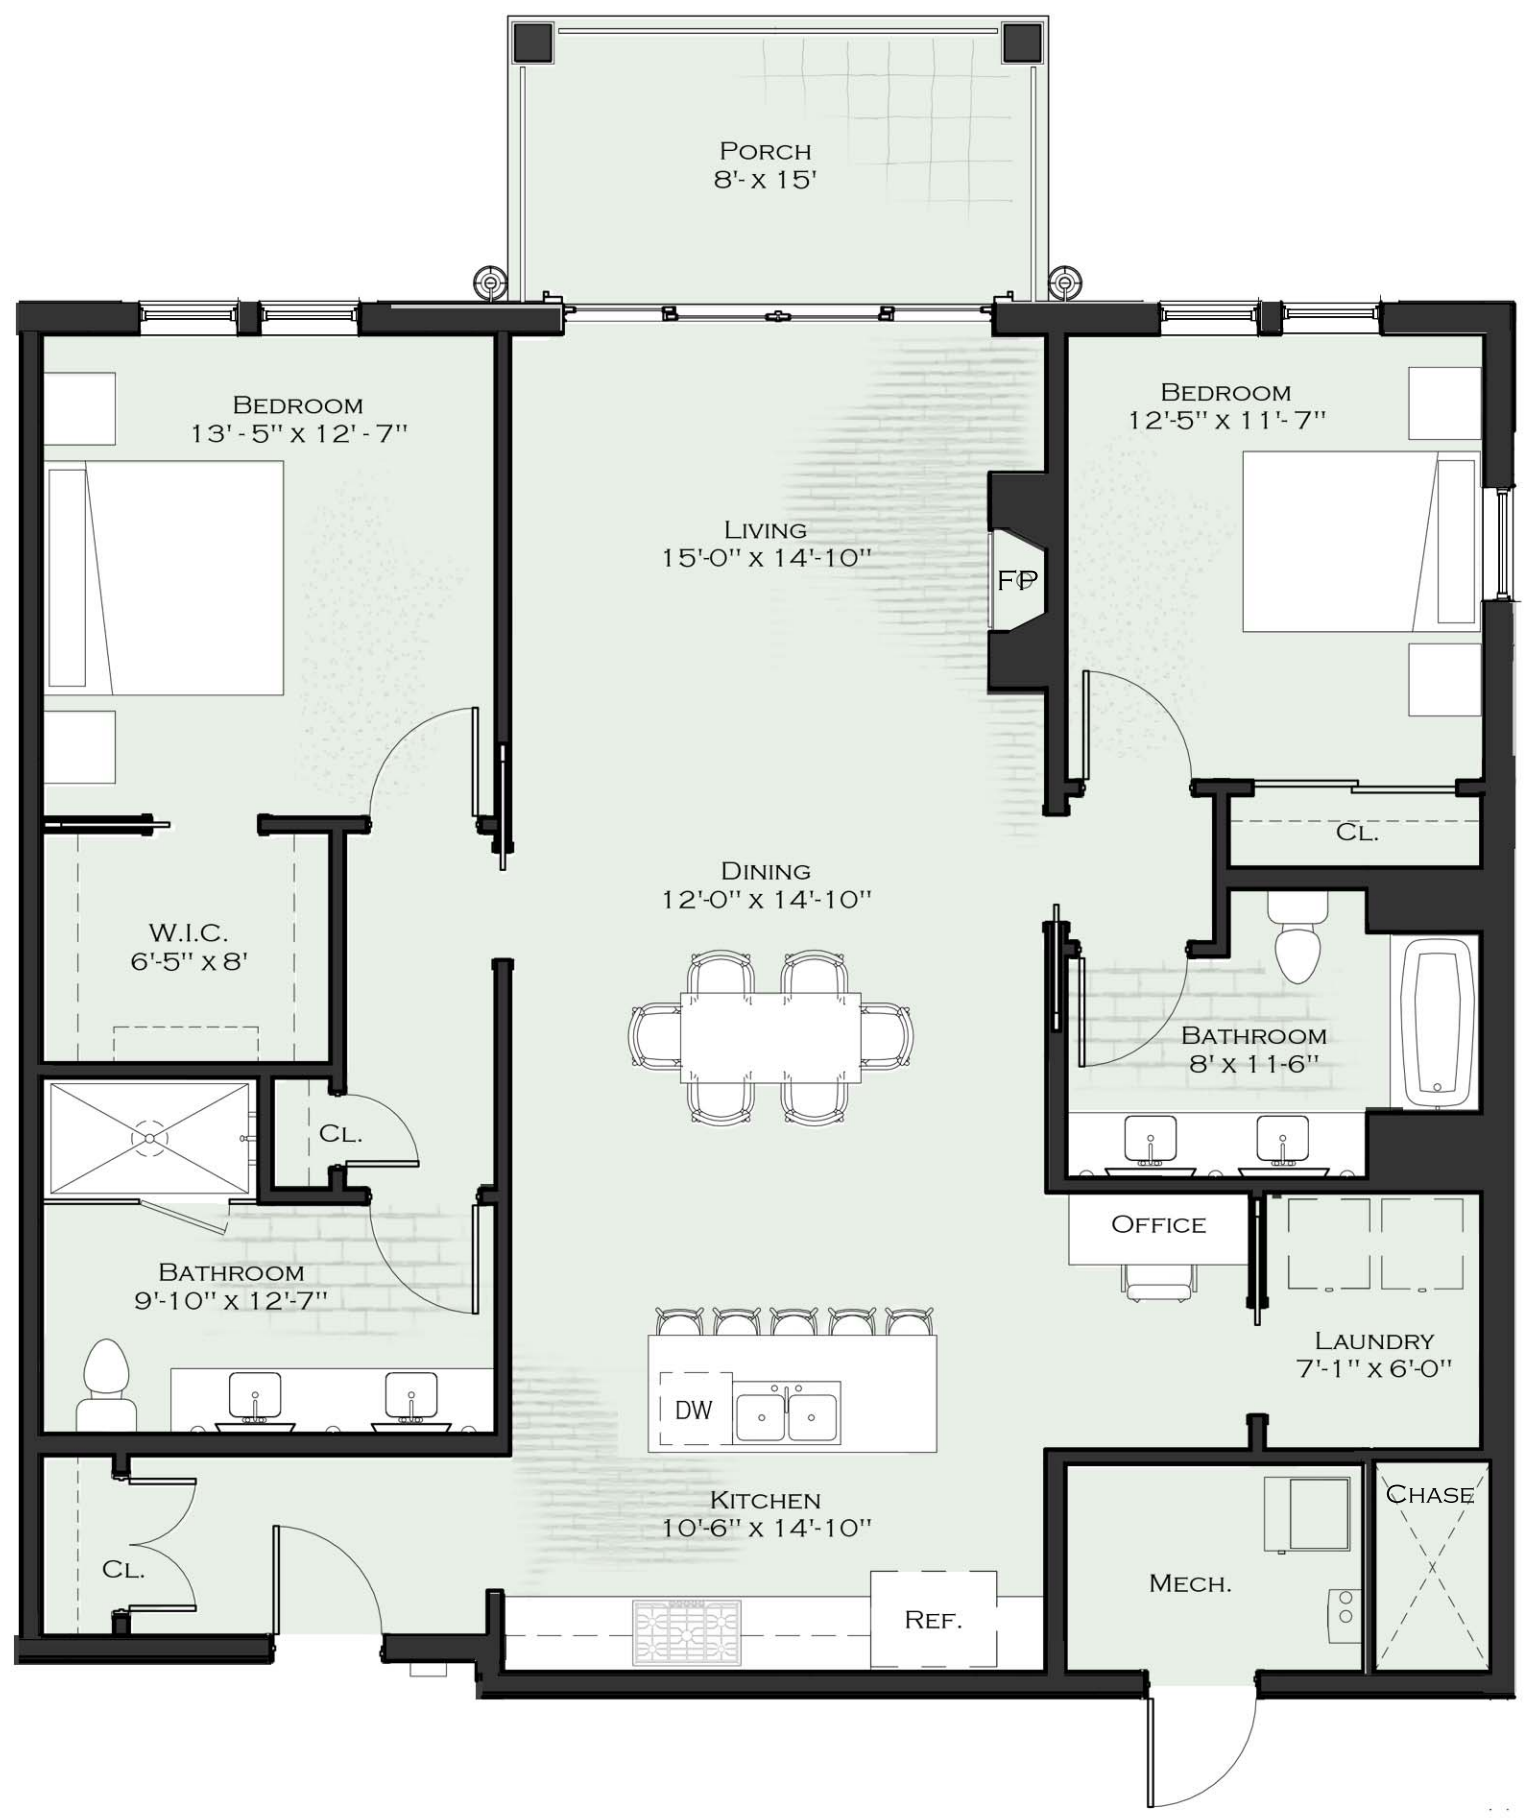 PORCH
8'- X 15'
BEDROOM
13' - 5" X 12' - 7"
BEDROOM
12'-5" X 11'- 7"
LIVING
15'-0" X 14'-10"
FP
CL.
DINING
12'-0" X 14'-10"
W.I.C.
6'-5" X 8'
BATHROOM
8' X 11-6"
CL.
OFFICE
BATHROOM
9'-10" X 12'-7"
LAUNDRY
7'-1" X 6'-0"
DW
KITCHEN
10'-6" X 14'-10"
CHASE
CL.
MECH.
REF.